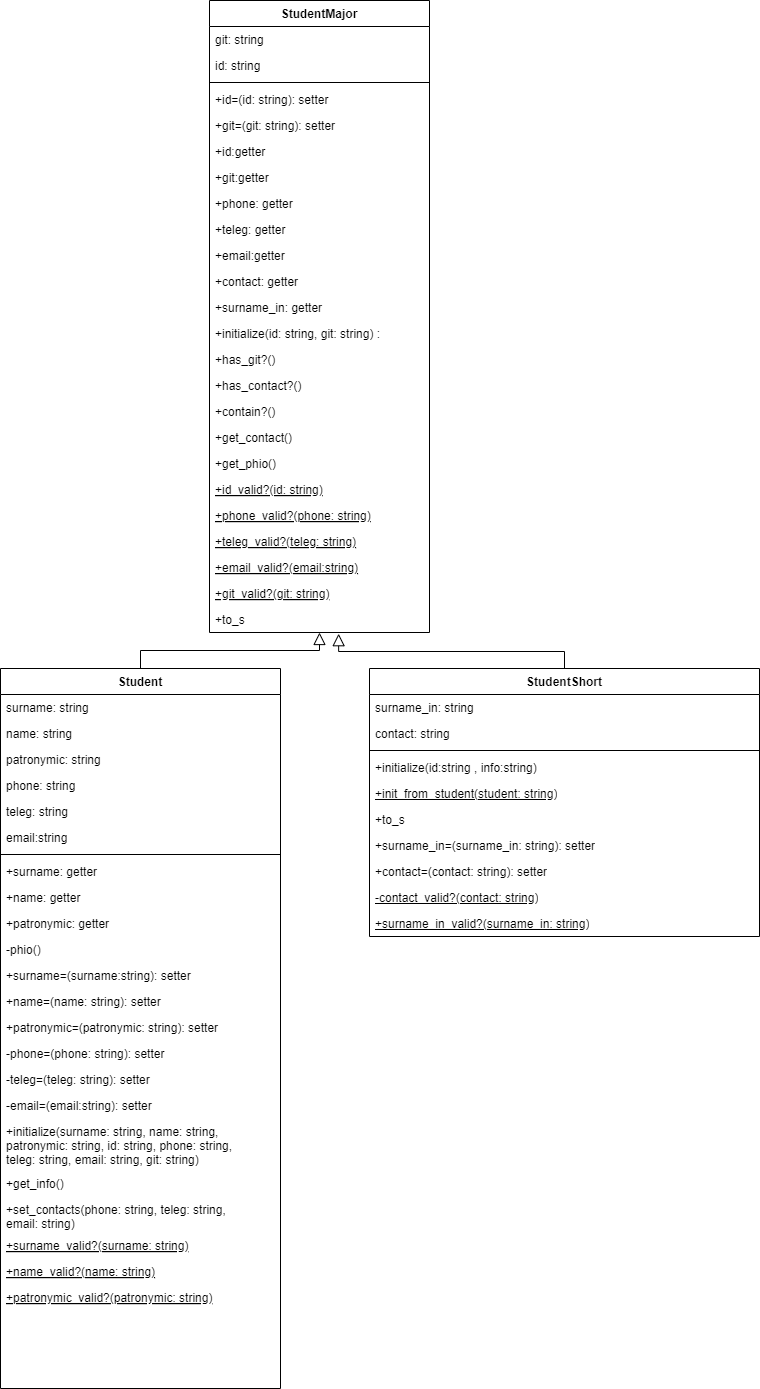 StudentMajor
git: string
id: string
+id=(id: string): setter
+git=(git: string): setter
+id:getter
+git:getter
+phone: getter
+teleg: getter
+email:getter
+contact: getter
+surname_in: getter
+initialize(id: string, git: string) :
+has_git?()
+has_contact?()
+contain?()
+get_contact()
+get_phio()
+id_valid?(id: string)
+phone_valid?(phone: string)
+teleg_valid?(teleg: string)
+email_valid?(email:string)
+git_valid?(git: string)
+to_s
Student
surname: string
name: string
patronymic: string
phone: string
teleg: string
email:string
+surname: getter
+name: getter
+patronymic: getter
-phio()
+surname=(surname:string): setter
+name=(name: string): setter
+patronymic=(patronymic: string): setter
-phone=(phone: string): setter
-teleg=(teleg: string): setter
-email=(email:string): setter
+initialize(surname: string, name: string,
patronymic: string, id: string, phone: string,
teleg: string, email: string, git: string)
+get_info()
+set_contacts(phone: string, teleg: string,
email: string)
+surname_valid?(surname: string)
+name_valid?(name: string)
+patronymic_valid?(patronymic: string)
StudentShort
surname_in: string
contact: string
+initialize(id:string , info:string)
+init_from_student(student: string)
+to_s
+surname_in=(surname_in: string): setter
+contact=(contact: string): setter
-contact_valid?(contact: string)
+surname_in_valid?(surname_in: string)